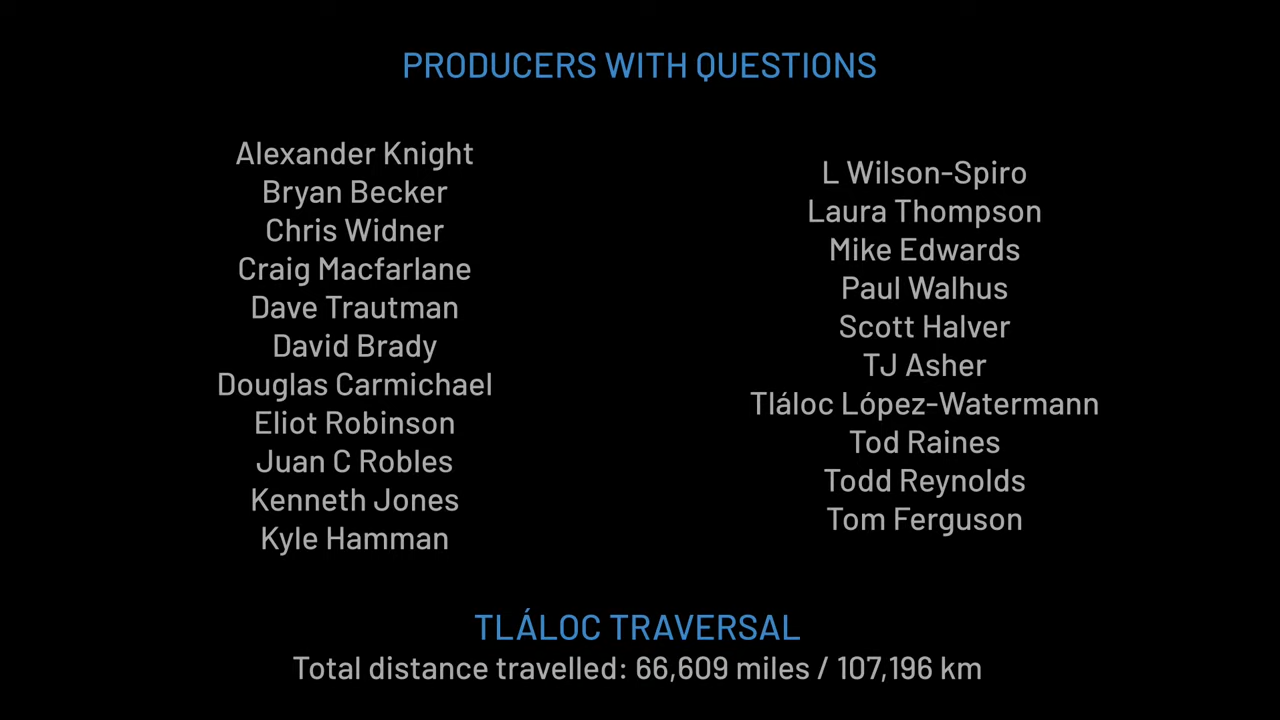 PRODUCERS WITH QUESTIONS
Alexander Knight
Bryan Becker
Chris Widner
Craig Macfarlane
Dave Trautman
David Brady
Douglas Carmichael
Eliot Robinson
Juan C Robles
Kenneth Jones
Kyle Hamman
L Wilson-Spiro
Laura Thompson
Mike Edwards
Paul Walhus
Scott Halver
TJ Asher
Tláloc López-Watermann
Tod Raines
Todd Reynolds
Tom Ferguson
TLÁLOC TRAVERSAL
Total distance travelled: 66,609 miles / 107,196 km